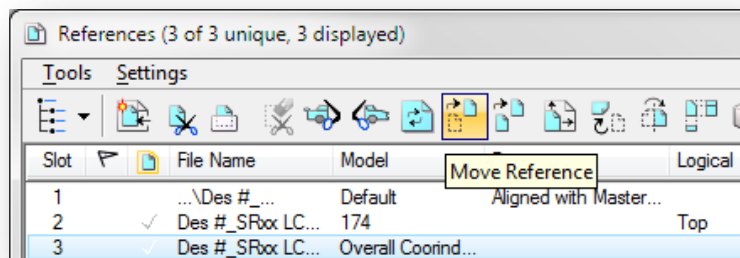 References (3 of 3 unique, 3 displayed)
Tools Settings
Slot File Name Model Logical
Move Reference
1 ...\Des #_... Default Aligned with Master...
2 Des #_SRxx LC... 174 Top
3 Des #_SRxx LC... Overall Coorind...